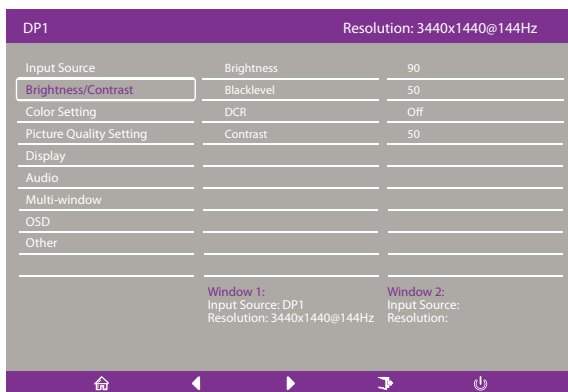 DP1 Resolution: 3440x1440@144Hz
Input Source Brightness 90
Brightness/Contrast Blacklevel 50
Color Setting DCR Off
Picture Quality Setting Contrast 50
Display
Audio
Multi-window
OSD
Other
Window 1: Window 2:
Input Source: DP1 Input Source:
Resolution: 3440x1440@144Hz Resolution: